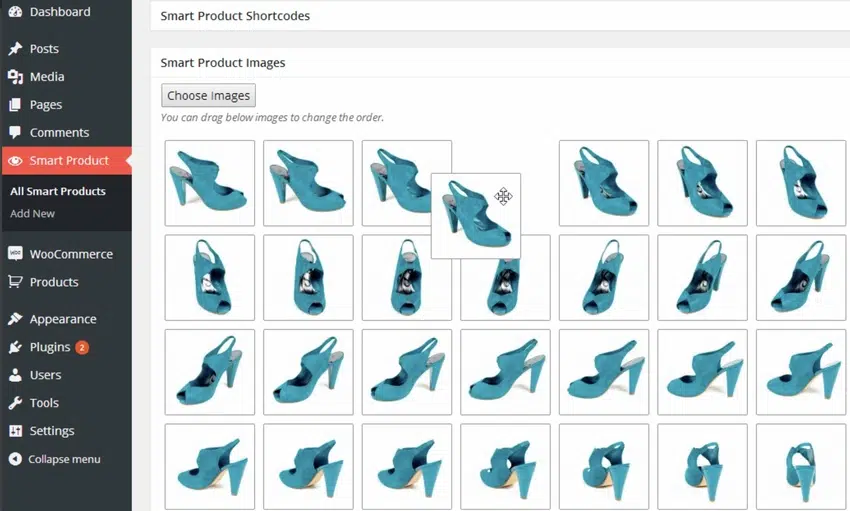 Dashboard
Posts
Media
Pages
Comments
Smart Product
All Smart Products
Add New
WooCommerce
Products
Appearance
Plugins 2
Users
Tools
Settings
Collapse menu
Smart Product Shortcodes
Smart Product Images
Choose Images
You can drag below images to change the order.